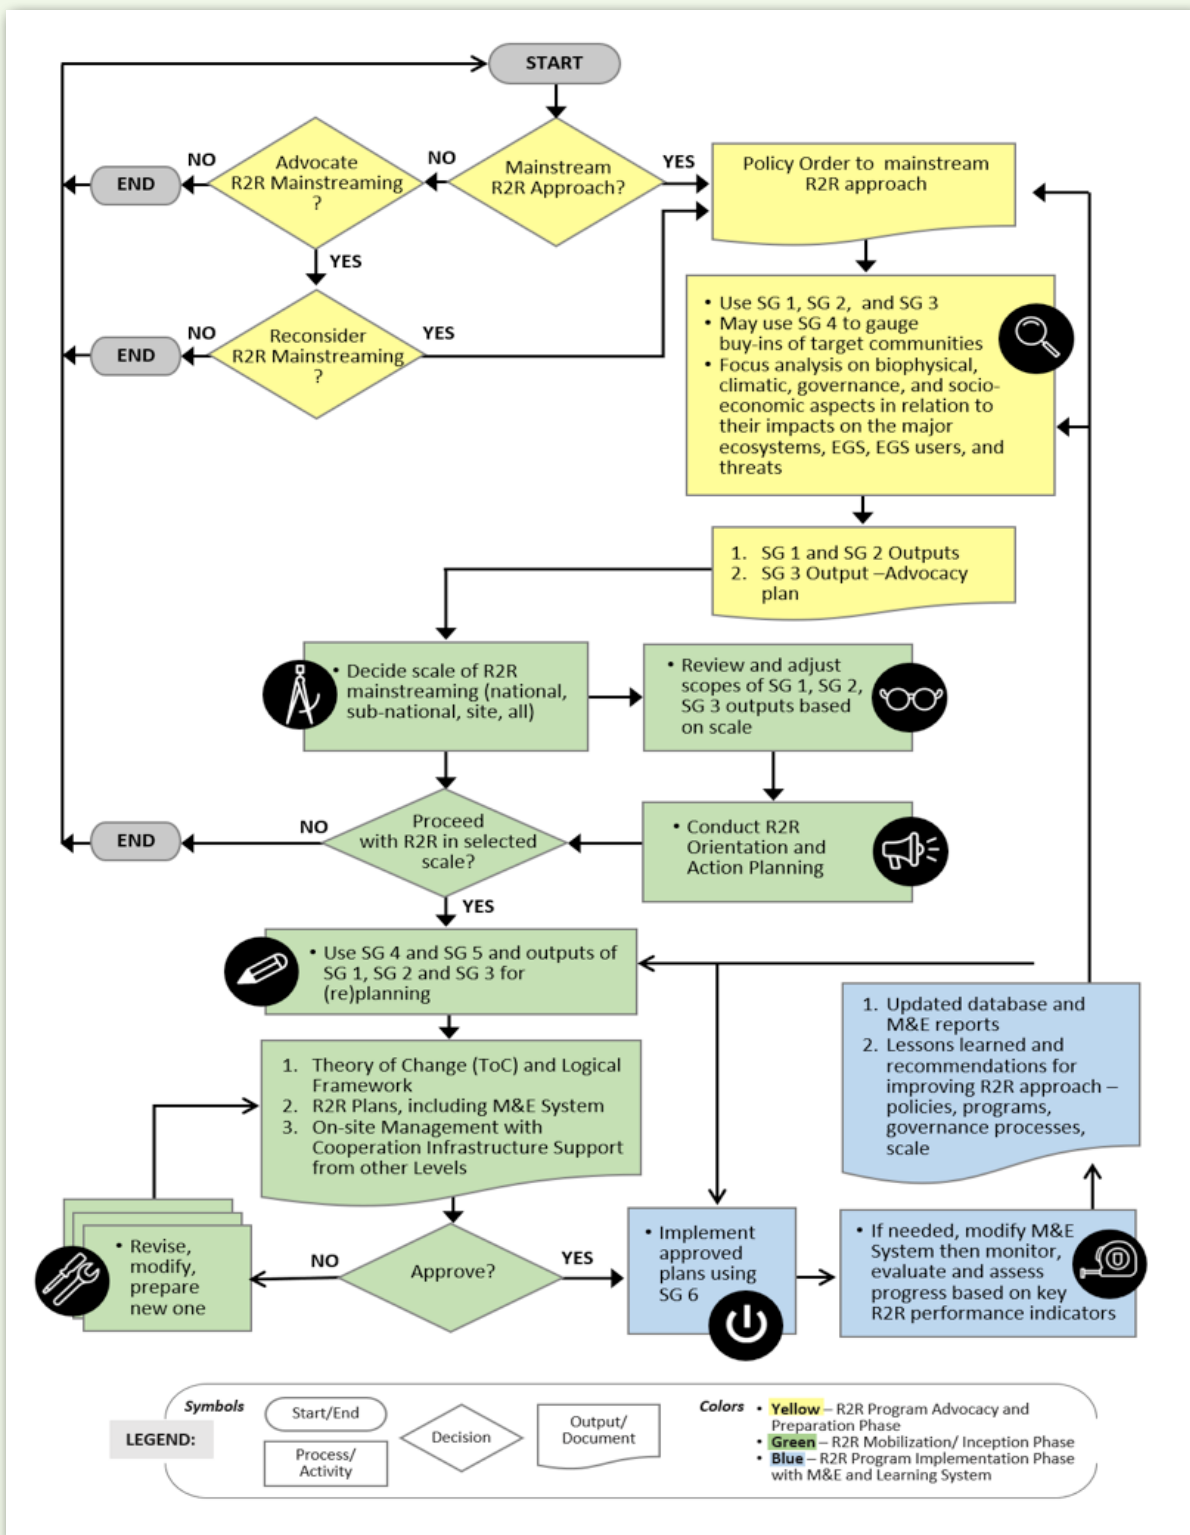 START
NO
Advocate
R2R Mainstreaming
?
NO
Mainstream
R2R Approach?
YES
Policy Order to mainstream
R2R approach
END
YES
NO
Reconsider
R2R Mainstreaming
?
YES
END
• Use SG 1, SG 2, and SG 3
• May use SG 4 to gauge
buy-ins of target communities
• Focus analysis on biophysical,
climatic, governance, and socio-
economic aspects in relation to
their impacts on the major
ecosystems, EGS, EGS users, and
threats
1. SG 1 and SG 2 Outputs
2. SG 3 Output –Advocacy
plan
• Decide scale of R2R
mainstreaming (national,
sub-national, site, all)
• Review and adjust
scopes of SG 1, SG 2,
SG 3 outputs based
on scale
END
NO
Proceed
with R2R in selected
scale?
• Conduct R2R
Orientation and
Action Planning
YES
• Use SG 4 and SG 5 and outputs of
SG 1, SG 2 and SG 3 for
(re)planning
1. Theory of Change (ToC) and Logical
Framework
2. R2R Plans, including M&E System
3. On-site Management with
Cooperation Infrastructure Support
from other Levels
1. Updated database and
M&E reports
2. Lessons learned and
recommendations for
improving R2R approach –
policies, programs,
governance processes,
scale
• Revise,
modify,
prepare
new one
NO
Approve?
YES
• Implement
approved
plans using
SG 6
• If needed, modify M&E
System then monitor,
evaluate and assess
progress based on key
R2R performance indicators
LEGEND:
Symbols
Start/End
Process/
Activity
Decision
Output/
Document
Colors
• Yellow – R2R Program Advocacy and
Preparation Phase
• Green – R2R Mobilization/ Inception Phase
• Blue – R2R Program Implementation Phase
with M&E and Learning System